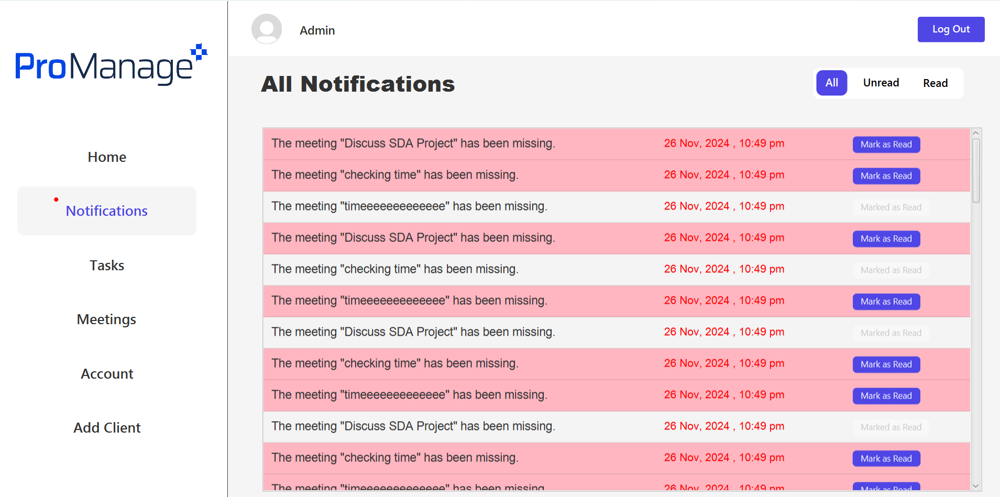 ProManage
Admin
Log Out
All Notifications
All Unread Read
Home
Notifications
Tasks
Meetings
Account
Add Client
The meeting "Discuss SDA Project" has been missing. 26 Nov, 2024 , 10:49 pm Mark as Read
The meeting "checking time" has been missing. 26 Nov, 2024 , 10:49 pm Mark as Read
The meeting "timeeeeeeeeeeeee" has been missing. 26 Nov, 2024 , 10:49 pm Marked as Read
The meeting "Discuss SDA Project" has been missing. 26 Nov, 2024 , 10:49 pm Mark as Read
The meeting "checking time" has been missing. 26 Nov, 2024 , 10:49 pm Marked as Read
The meeting "timeeeeeeeeeeeee" has been missing. 26 Nov, 2024 , 10:49 pm Mark as Read
The meeting "Discuss SDA Project" has been missing. 26 Nov, 2024 , 10:49 pm Marked as Read
The meeting "checking time" has been missing. 26 Nov, 2024 , 10:49 pm Mark as Read
The meeting "timeeeeeeeeeeeee" has been missing. 26 Nov, 2024 , 10:49 pm Mark as Read
The meeting "Discuss SDA Project" has been missing. 26 Nov, 2024 , 10:49 pm Marked as Read
The meeting "checking time" has been missing. 26 Nov, 2024 , 10:49 pm Mark as Read
The meeting "timeeeeeeeeeeeee" has been missing. 26 Nov, 2024 , 10:49 pm Mark as Read